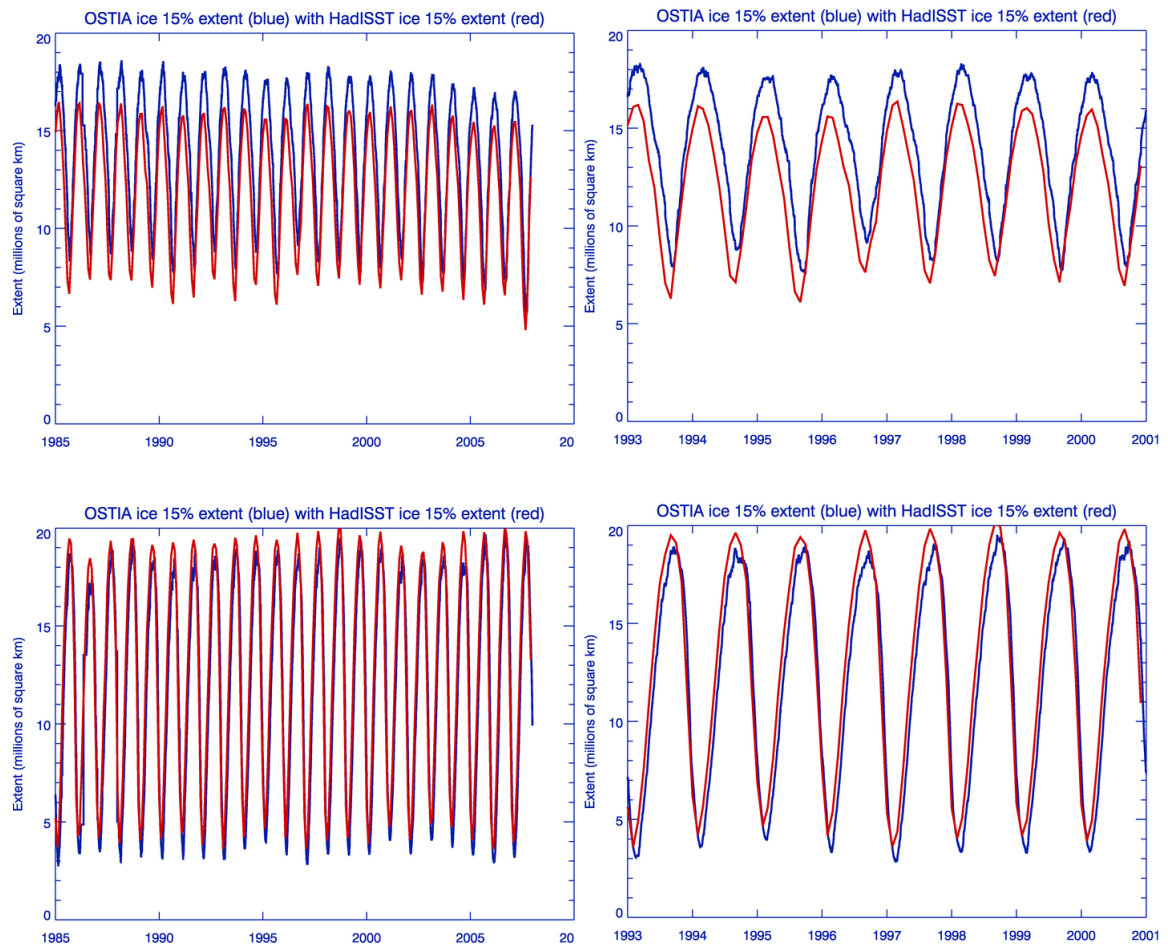 OSTIA ice 15% extent (blue) with HadISST ice 15% extent (red)
Extent (millions of square km)
20
15
10
5
0
1985 1990 1995 2000 2005 20
OSTIA ice 15% extent (blue) with HadISST ice 15% extent (red)
Extent (millions of square km)
20
15
10
5
0
1993 1994 1995 1996 1997 1998 1999 2000 2001
OSTIA ice 15% extent (blue) with HadISST ice 15% extent (red)
Extent (millions of square km)
20
15
10
5
0
1985 1990 1995 2000 2005 20
OSTIA ice 15% extent (blue) with HadISST ice 15% extent (red)
Extent (millions of square km)
20
15
10
5
0
1993 1994 1995 1996 1997 1998 1999 2000 2001